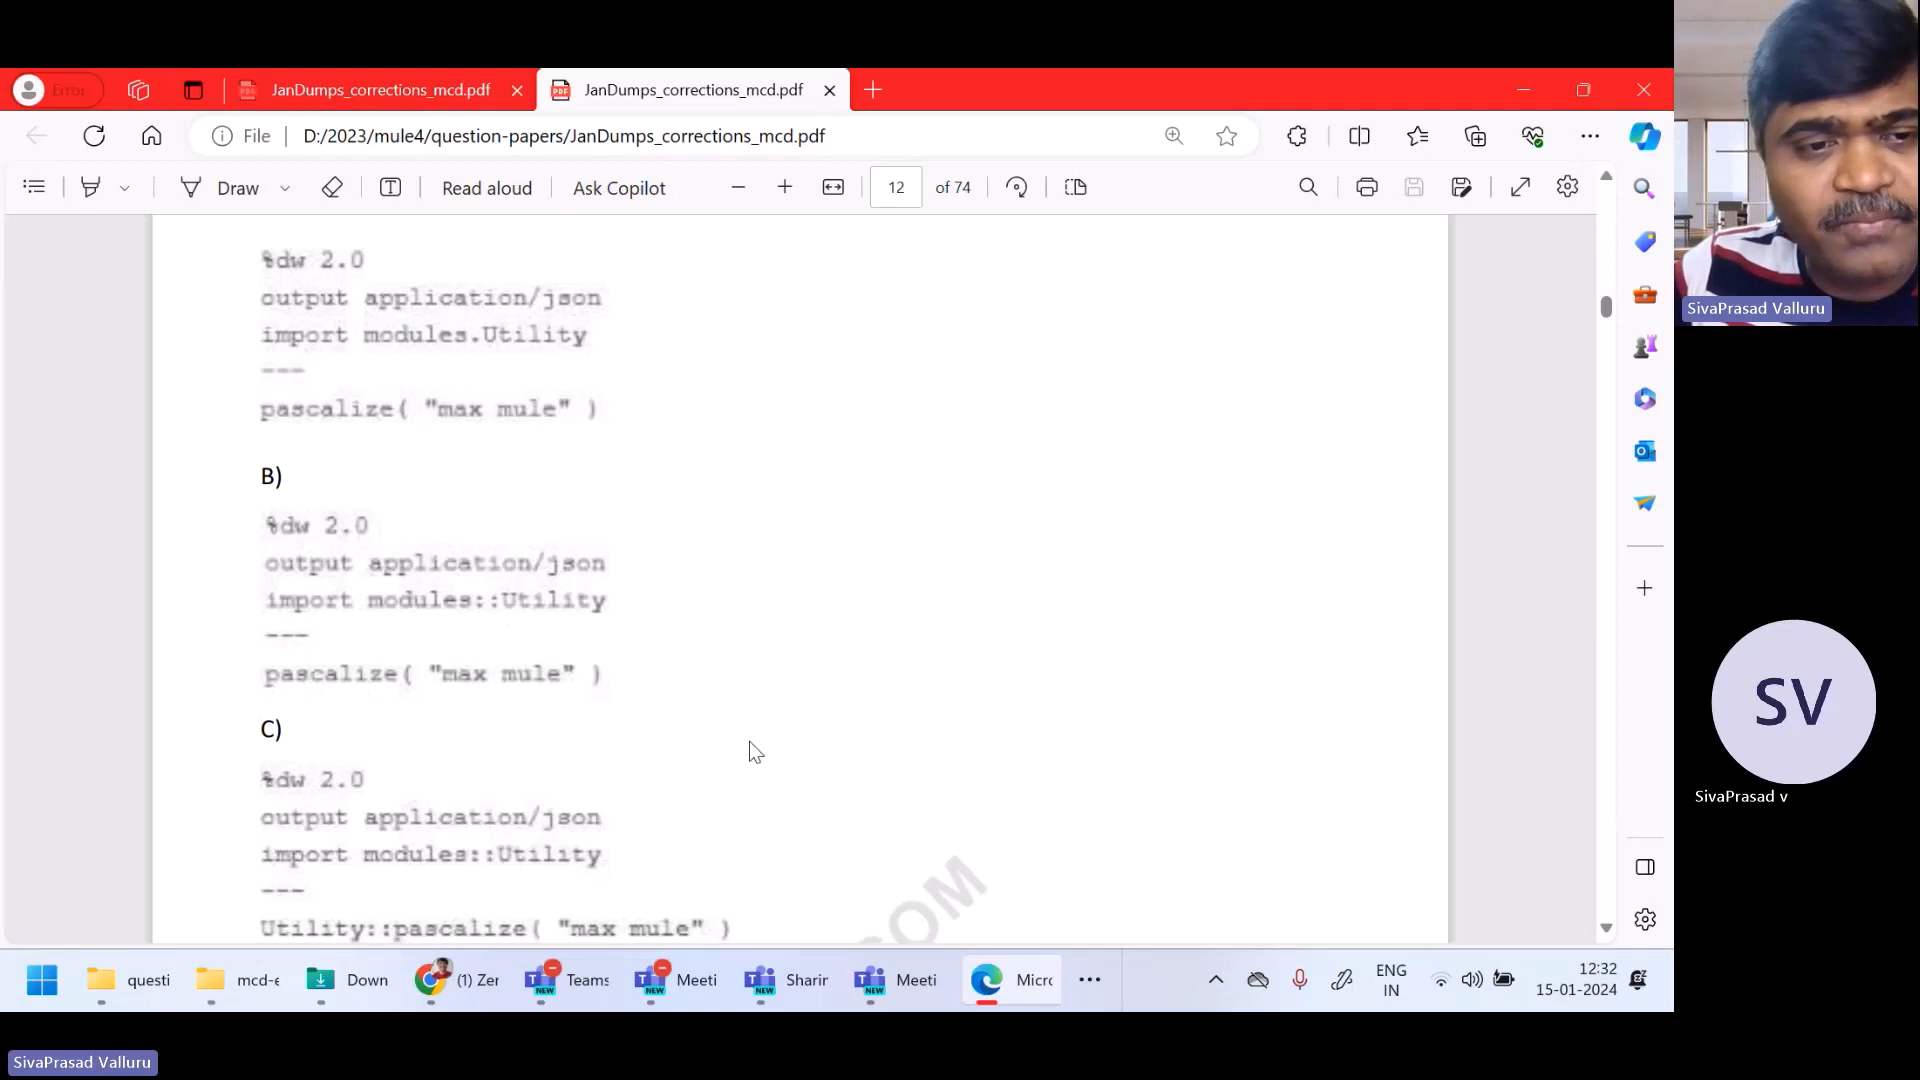 Error
JanDumps_corrections_mcd.pdf
JanDumps_corrections_mcd.pdf
File
D:/2023/mule4/question-papers/JanDumps_corrections_mcd.pdf
Draw
Read aloud
Ask Copilot
12
of 74
%dw 2.0
output application/json
import modules.Utility
---
pascalize( "max mule" )
B)
%dw 2.0
output application/json
import modules::Utility
---
pascalize( "max mule" )
C)
%dw 2.0
output application/json
import modules::Utility
---
Utility::pascalize( "max mule" )
COM
SivaPrasad Valluru
SV
SivaPrasad v
questi
mcd-e
Down
(1) Zer
Teams
Meeti
Sharin
Meeti
Micro
ENG
IN
12:32
15-01-2024
SivaPrasad Valluru